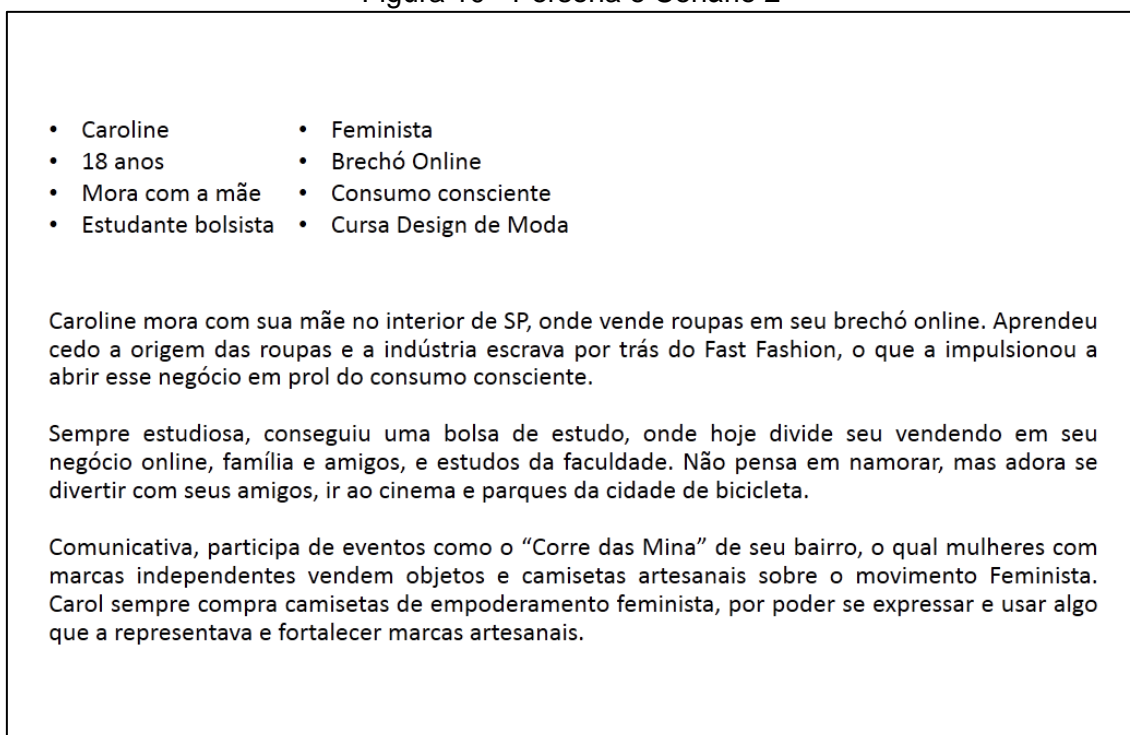 • Caroline
• 18 anos
• Mora com a mãe
• Estudante bolsista
• Feminista
• Brechó Online
• Consumo consciente
• Cursa Design de Moda
Caroline mora com sua mãe no interior de SP, onde vende roupas em seu brechó online. Aprendeu
cedo a origem das roupas e a indústria escrava por trás do Fast Fashion, o que a impulsionou a
abrir esse negócio em prol do consumo consciente.
Sempre estudiosa, conseguiu uma bolsa de estudo, onde hoje divide seu vendendo em seu
negócio online, família e amigos, e estudos da faculdade. Não pensa em namorar, mas adora se
divertir com seus amigos, ir ao cinema e parques da cidade de bicicleta.
Comunicativa, participa de eventos como o “Corre das Mina” de seu bairro, o qual mulheres com
marcas independentes vendem objetos e camisetas artesanais sobre o movimento Feminista.
Carol sempre compra camisetas de empoderamento feminista, por poder se expressar e usar algo
que a representava e fortalecer marcas artesanais.